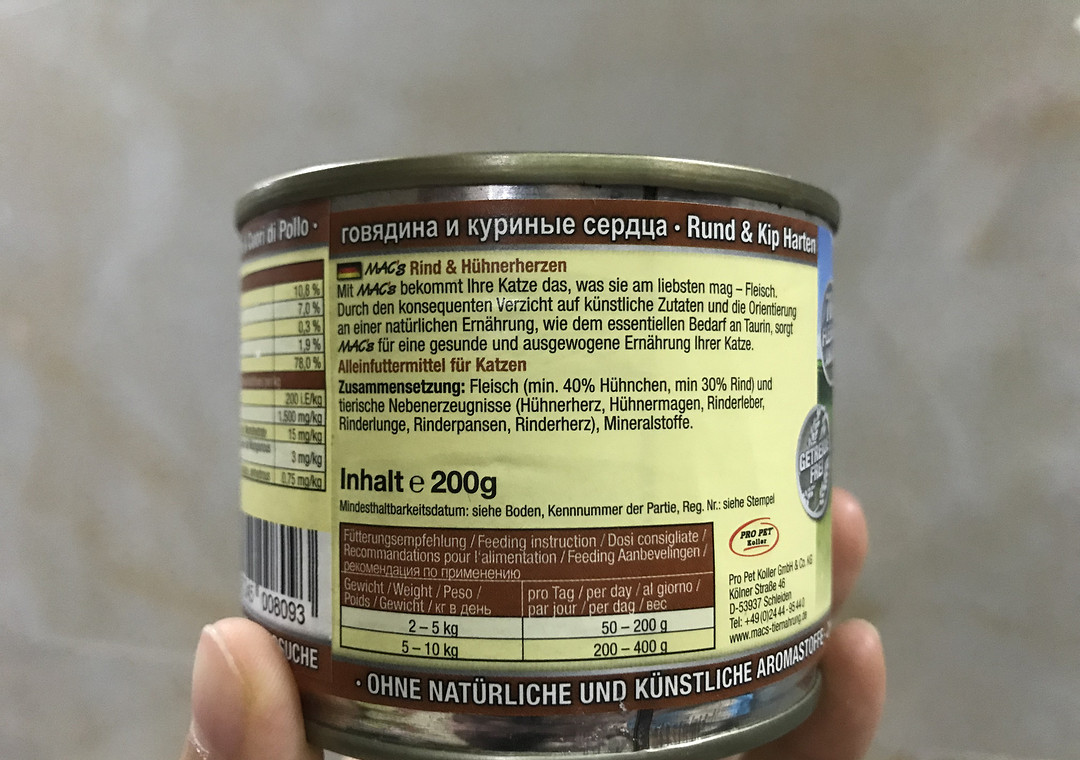 di Pollo ·
говядина и куриные сердца · Rund & Kip Harten
10,8 %
7,0 %
0,3 %
1,9 %
78,0 %
200 I.E/kg
1.500 mg/kg
15 mg/kg
3 mg/kg
0,75 mg/kg
MAC's Rind & Hühnerherzen
Mit MAC's bekommt Ihre Katze das, was sie am liebsten mag – Fleisch.
Durch den konsequenten Verzicht auf künstliche Zutaten und die Orientierung
an einer natürlichen Ernährung, wie dem essentiellen Bedarf an Taurin, sorgt
MAC's für eine gesunde und ausgewogene Ernährung Ihrer Katze.
Alleinfuttermittel für Katzen
Zusammensetzung: Fleisch (min. 40% Hühnchen, min 30% Rind) und
tierische Nebenerzeugnisse (Hühnerherz, Hühnermagen, Rinderleber,
Rinderlunge, Rinderpansen, Rinderherz), Mineralstoffe.
Inhalt e 200g
Mindesthaltbarkeitsdatum: siehe Boden, Kennnummer der Partie, Reg. Nr.: siehe Stempel
Fütterungsempfehlung / Feeding instruction / Dosi consigliate /
Recommandations pour l'alimentation / Feeding Aanbevelingen /
рекомендация по применению
Gewicht / Weight / Peso /
Poids / Gewicht / кг в день
pro Tag / per day / al giorno /
par jour / per dag / вес
2 – 5 kg
50 – 200 g
5 – 10 kg
200 – 400 g
PRO PET
Koller
Pro Pet Koller GmbH & Co. KG
Kölner Straße 46
D-53937 Schleiden
Tel: +49(0)2444-96440
www.macs-tiernahrung.de
GETREIDE
FREI
008093
· OHNE NATÜRLICHE UND KÜNSTLICHE AROMASTOFFE